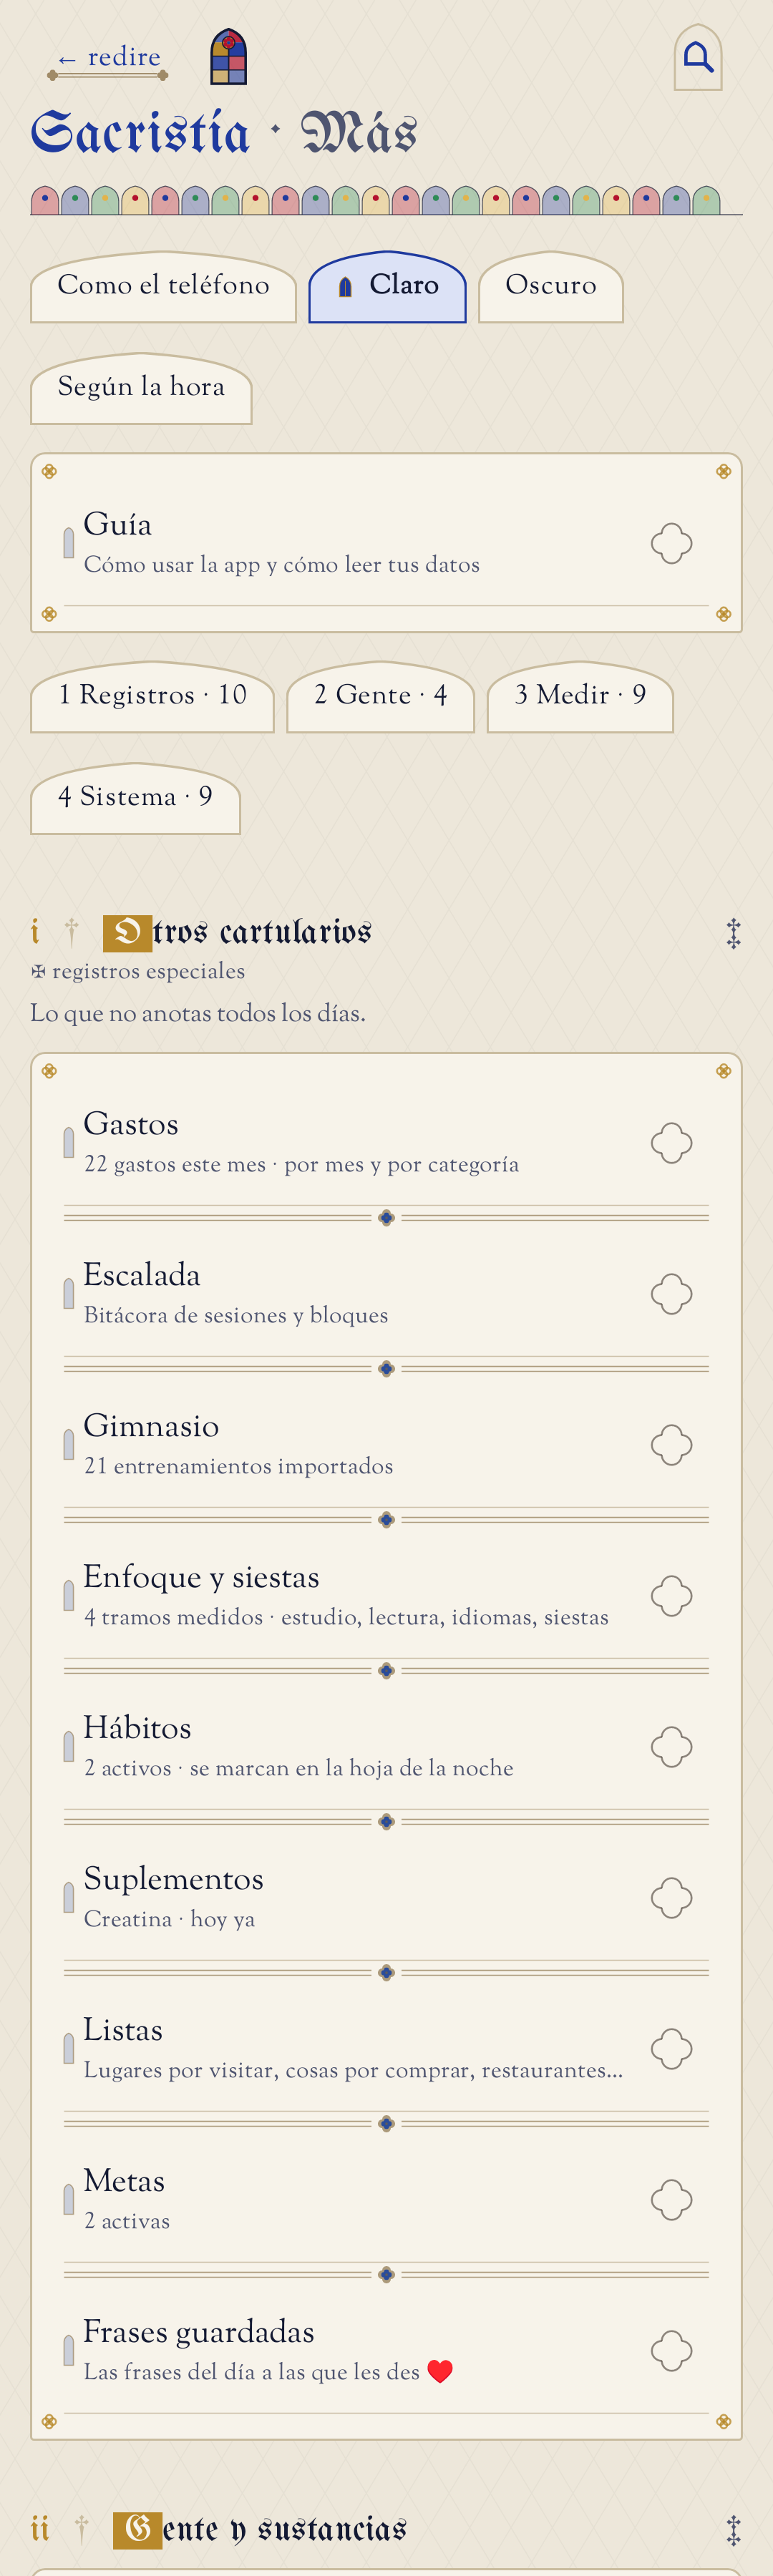 ← redire
Sacristía · Más
Como el teléfono
Claro
Oscuro
Según la hora
Guía
Cómo usar la app y cómo leer tus datos
1 Registros · 10
2 Gente · 4
3 Medir · 9
4 Sistema · 9
i † Otros cartularios ‡
✠ registros especiales
Lo que no anotas todos los días.
Gastos
22 gastos este mes · por mes y por categoría
Escalada
Bitácora de sesiones y bloques
Gimnasio
21 entrenamientos importados
Enfoque y siestas
4 tramos medidos · estudio, lectura, idiomas, siestas
Hábitos
2 activos · se marcan en la hoja de la noche
Suplementos
Creatina · hoy ya
Listas
Lugares por visitar, cosas por comprar, restaurantes…
Metas
2 activas
Frases guardadas
Las frases del día a las que les des ❤️
ii † Gente y sustancias ‡